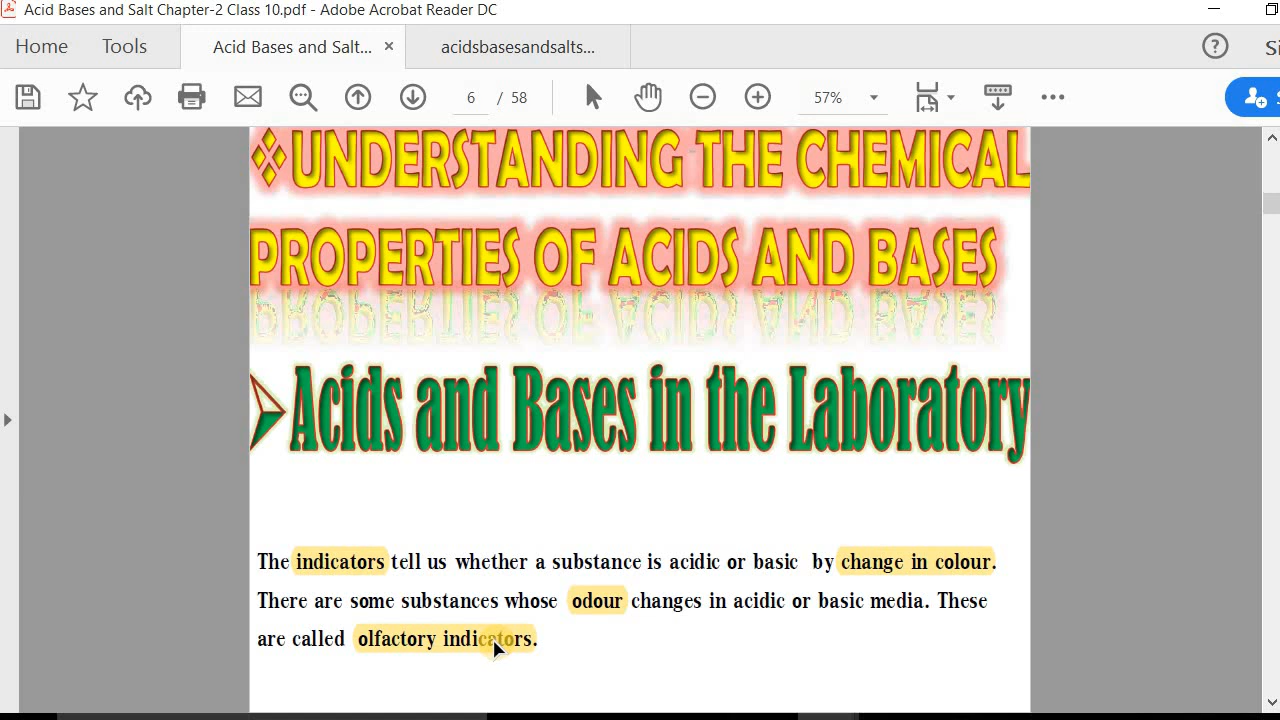 Acid Bases and Salt Chapter-2 Class 10.pdf - Adobe Acrobat Reader DC
Home Tools Acid Bases and Salt... × acidsbasesandsalts... ? Si
6 / 58 57% S
❖UNDERSTANDING THE CHEMICAL
PROPERTIES OF ACIDS AND BASES
➢Acids and Bases in the Laboratory
The indicators tell us whether a substance is acidic or basic by change in colour.
There are some substances whose odour changes in acidic or basic media. These
are called olfactory indicators.